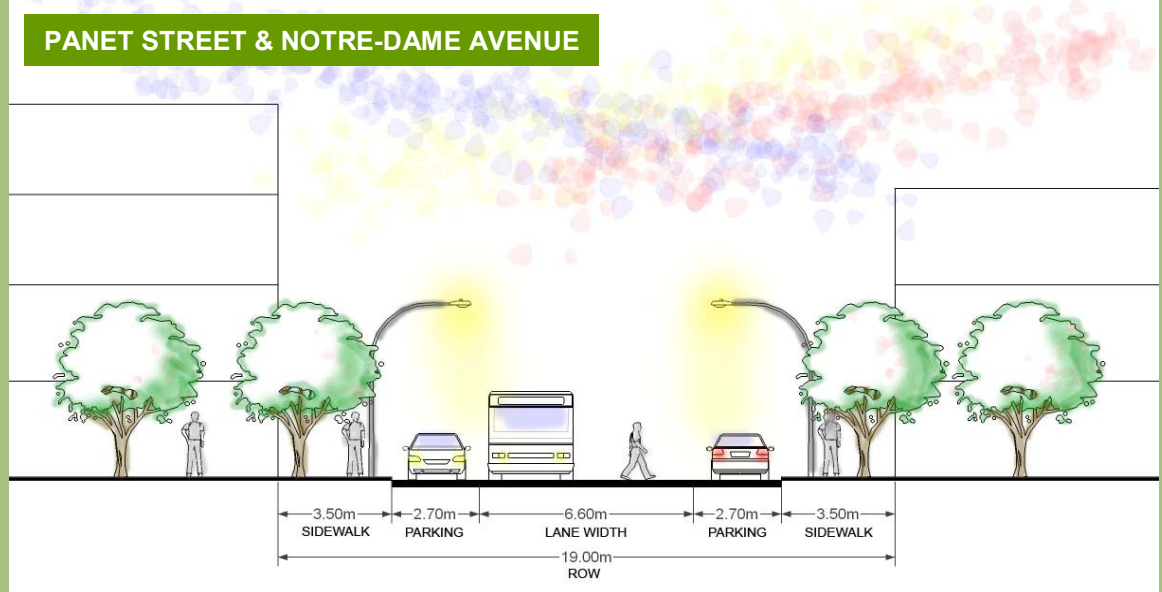 PANET STREET & NOTRE-DAME AVENUE
3.50m 2.70m 6.60m 2.70m 3.50m
SIDEWALK PARKING LANE WIDTH PARKING SIDEWALK
19.00m
ROW